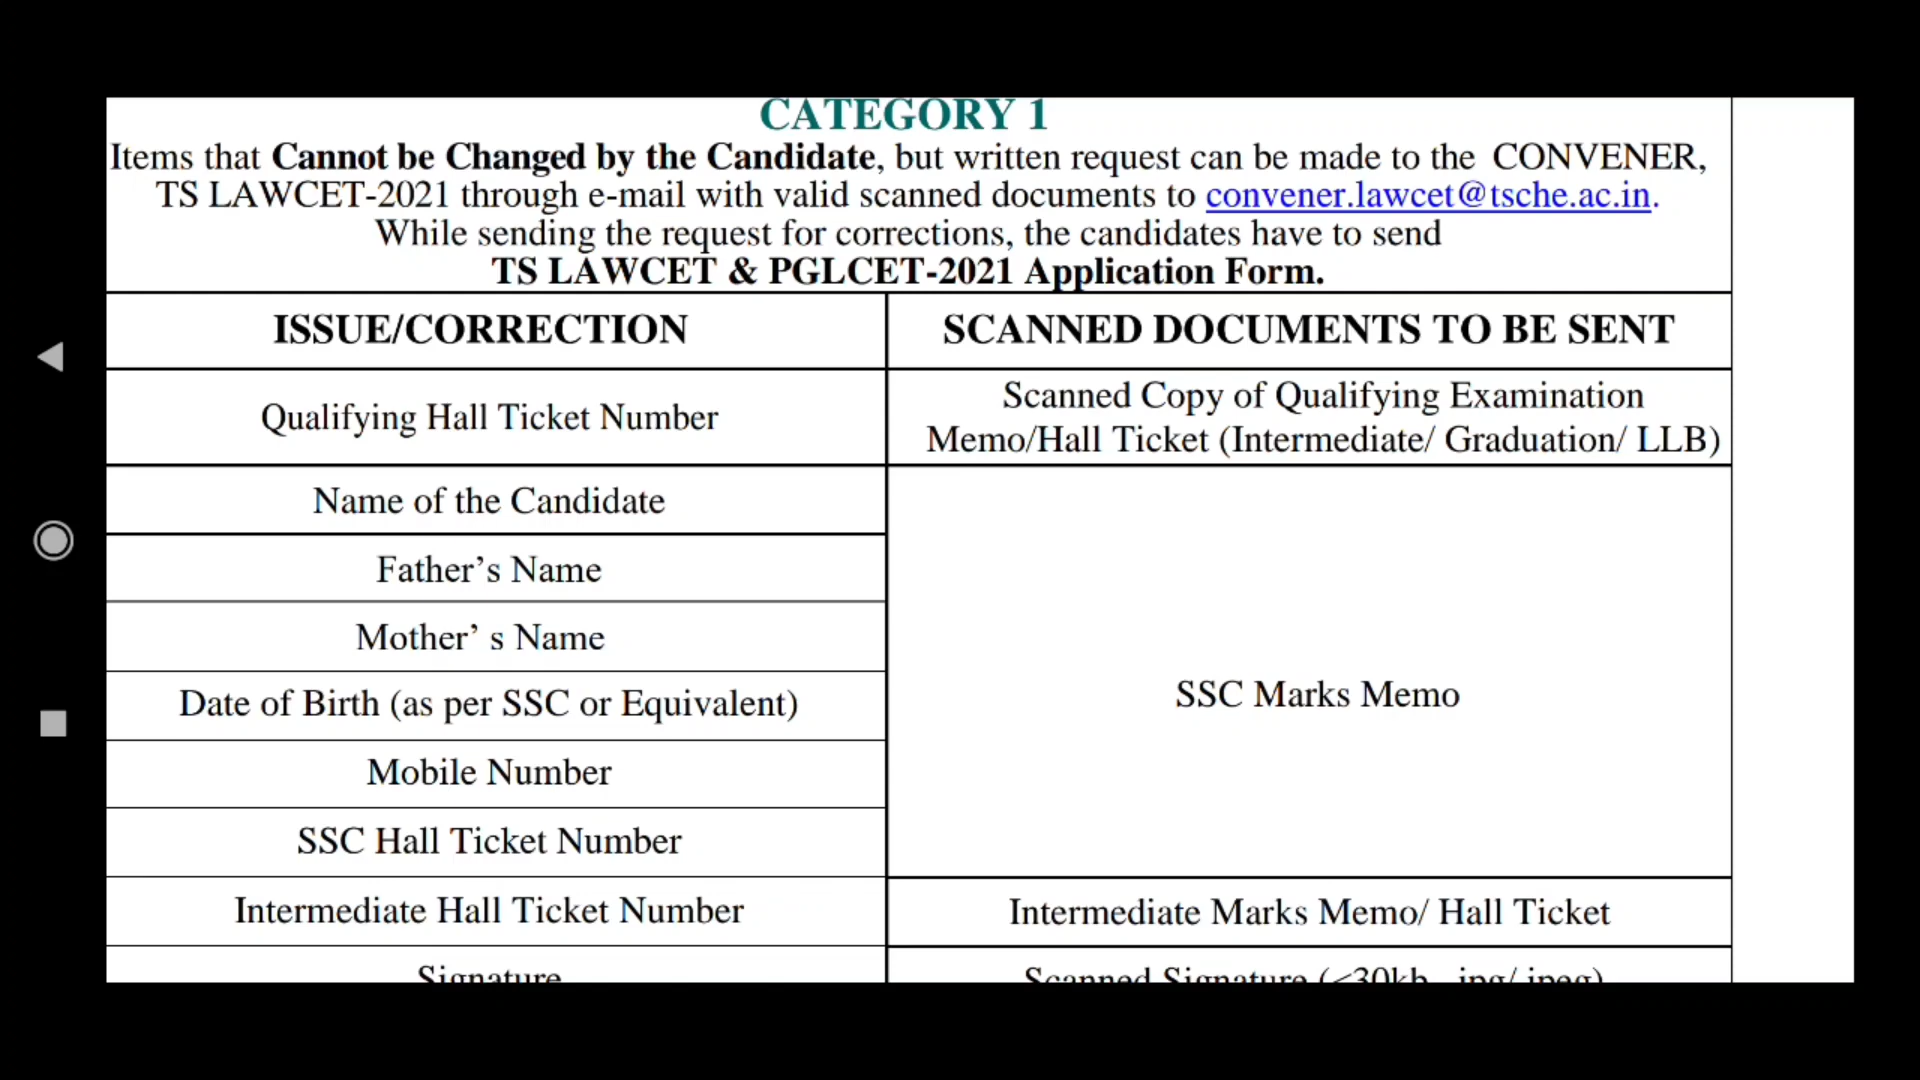 CATEGORY 1
Items that Cannot be Changed by the Candidate, but written request can be made to the CONVENER,
TS LAWCET-2021 through e-mail with valid scanned documents to convener.lawcet@tsche.ac.in.
While sending the request for corrections, the candidates have to send
TS LAWCET & PGLCET-2021 Application Form.
ISSUE/CORRECTION SCANNED DOCUMENTS TO BE SENT
Qualifying Hall Ticket Number
Scanned Copy of Qualifying Examination
Memo/Hall Ticket (Intermediate/ Graduation/ LLB)
Name of the Candidate
Father’s Name
Mother’ s Name
Date of Birth (as per SSC or Equivalent)
Mobile Number
SSC Hall Ticket Number
SSC Marks Memo
Intermediate Hall Ticket Number Intermediate Marks Memo/ Hall Ticket
Signature Scanned Signature (<30kb jpg/ jpeg)